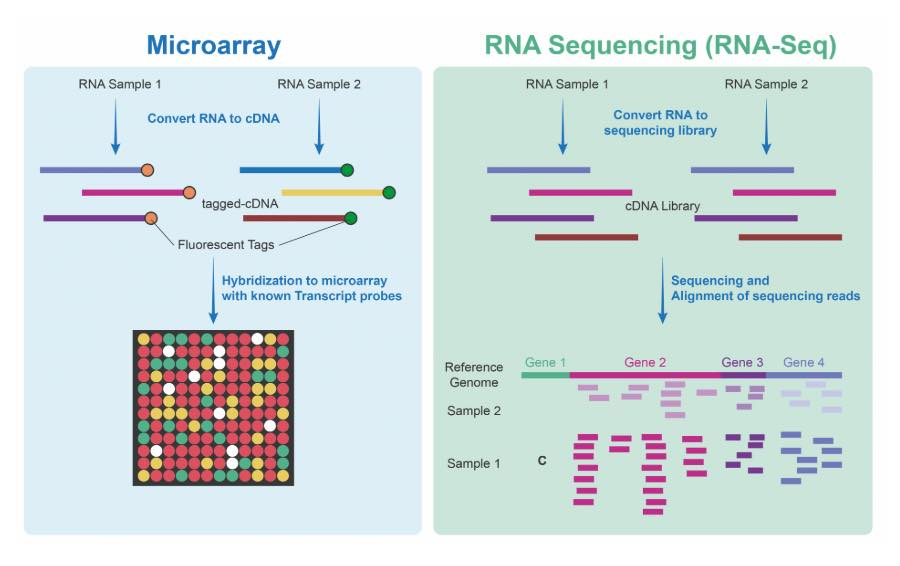 Microarray
RNA Sample 1
RNA Sample 2
Convert RNA to cDNA
tagged-cDNA
Fluorescent Tags
Hybridization to microarray
with known Transcript probes
RNA Sequencing (RNA-Seq)
RNA Sample 1
RNA Sample 2
Convert RNA to
sequencing library
cDNA Library
Sequencing and
Alignment of sequencing reads
Reference
Genome
Gene 1
Gene 2
Gene 3
Gene 4
Sample 2
Sample 1
C